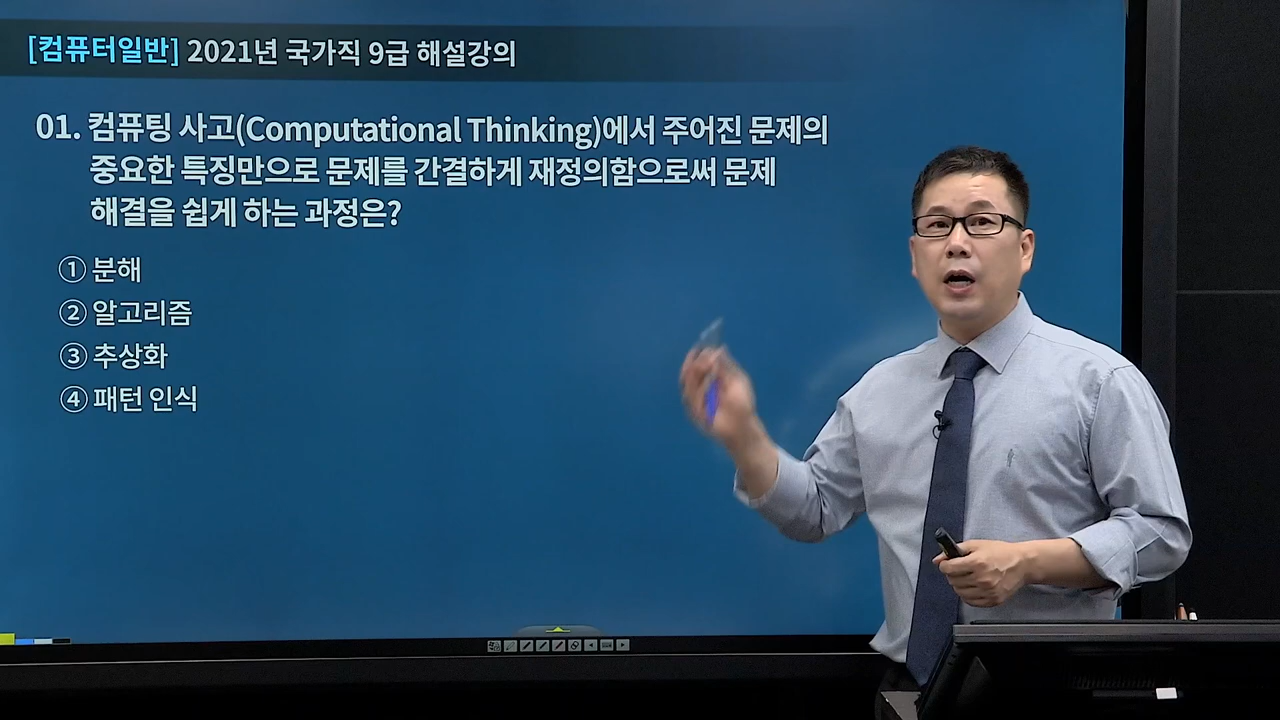 [컴퓨터일반] 2021년 국가직 9급 해설강의
01. 컴퓨팅 사고(Computational Thinking)에서 주어진 문제의
중요한 특징만으로 문제를 간결하게 재정의함으로써 문제
해결을 쉽게 하는 과정은?
① 분해
② 알고리즘
③ 추상화
④ 패턴 인식